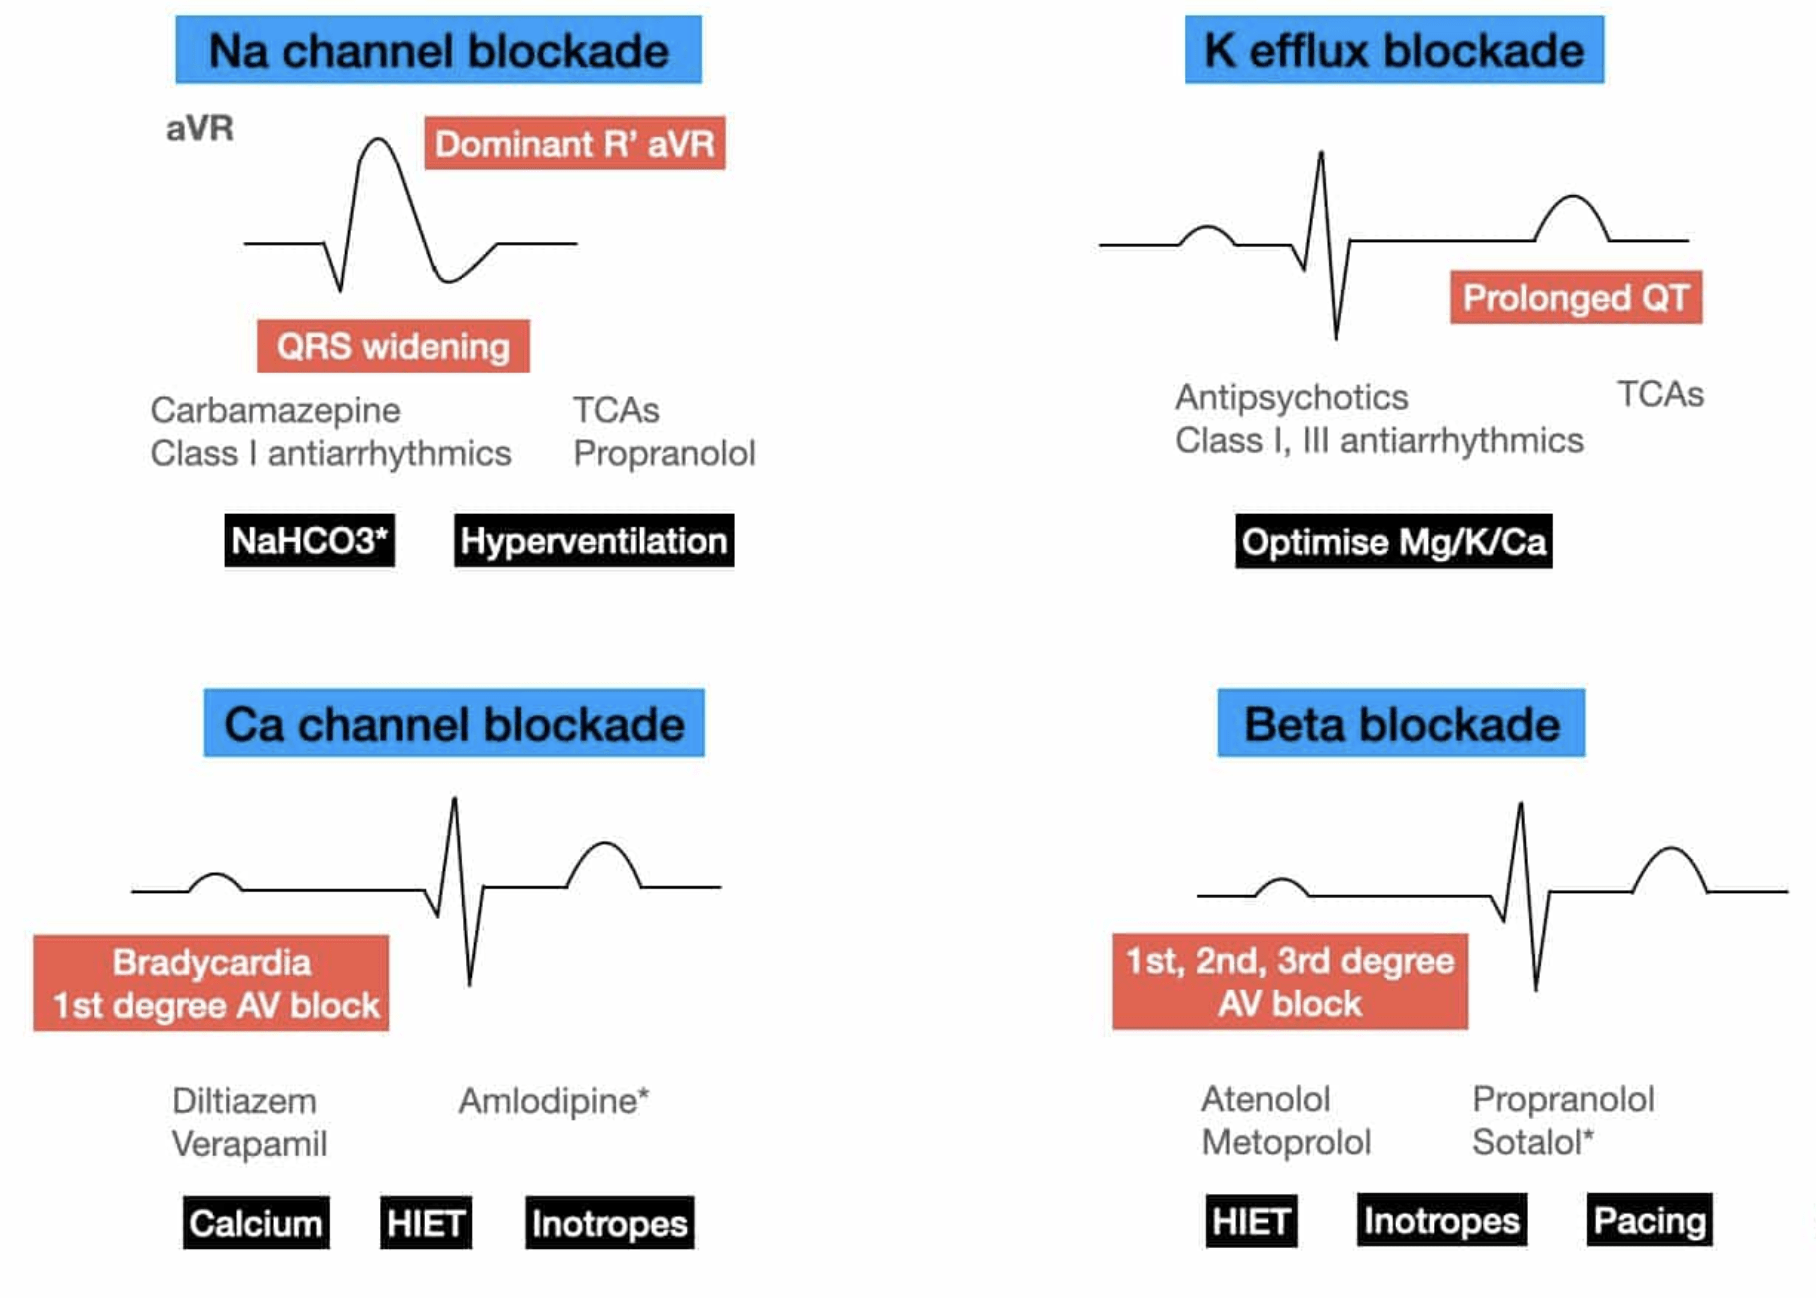 Na channel blockade
aVR
Dominant R’ aVR
QRS widening
Carbamazepine
Class I antiarrhythmics
TCAs
Propranolol
NaHCO3*
Hyperventilation
K efflux blockade
Prolonged QT
Antipsychotics
Class I, III antiarrhythmics
TCAs
Optimise Mg/K/Ca
Ca channel blockade
Bradycardia
1st degree AV block
Diltiazem
Verapamil
Amlodipine*
Calcium
HIET
Inotropes
Beta blockade
1st, 2nd, 3rd degree
AV block
Atenolol
Metoprolol
Propranolol
Sotalol*
HIET
Inotropes
Pacing